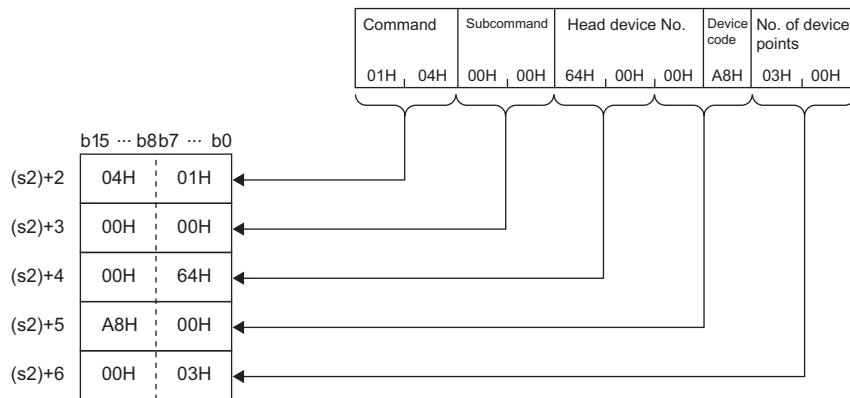 Command Subcommand Head device No. Device code No. of device points
01H 04H 00H 00H 64H 00H 00H A8H 03H 00H
b15 ··· b8b7 ··· b0
(s2)+2 04H 01H
(s2)+3 00H 00H
(s2)+4 00H 64H
(s2)+5 A8H 00H
(s2)+6 00H 03H